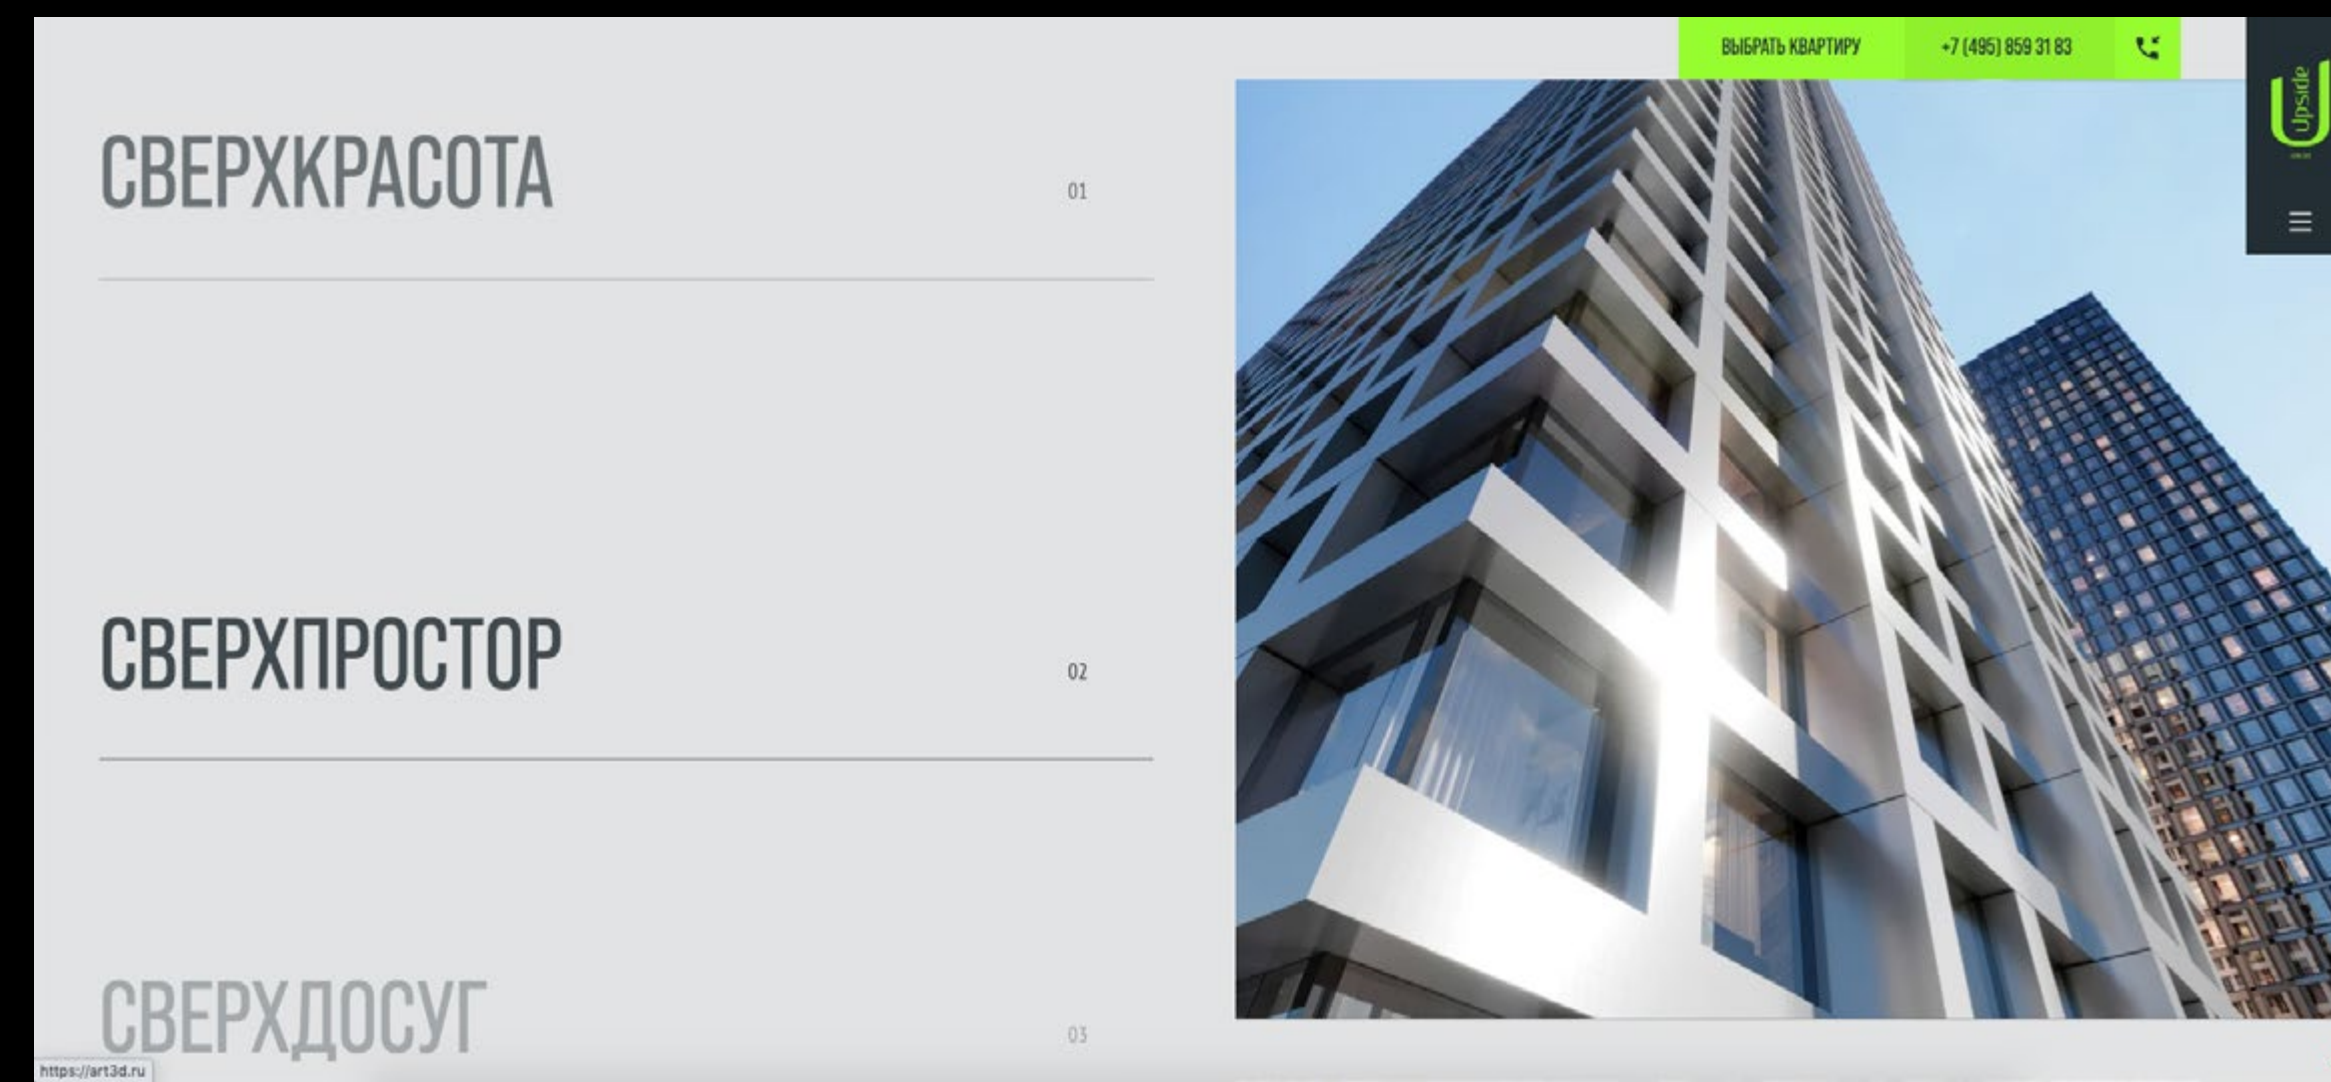 ВЫБРАТЬ КВАРТИРУ
+7 (495) 859 31 83
Upside
СВЕРХКРАСОТА
01
СВЕРХПРОСТОР
02
СВЕРХДОСУГ
03
https://art3d.ru